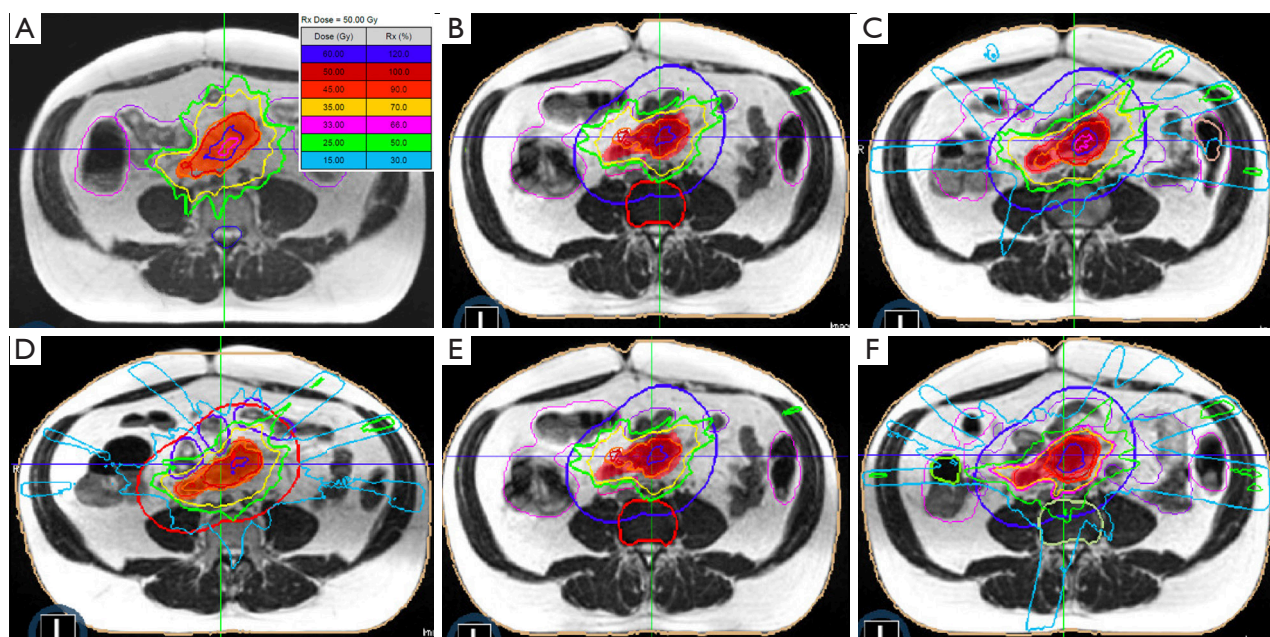 A
Rx Dose = 50.00 Gy
Dose (Gy) Rx (%)
60.00 120.0
50.00 100.0
45.00 90.0
35.00 70.0
33.00 66.0
25.00 50.0
15.00 30.0
B
C
R
D
R
E
F